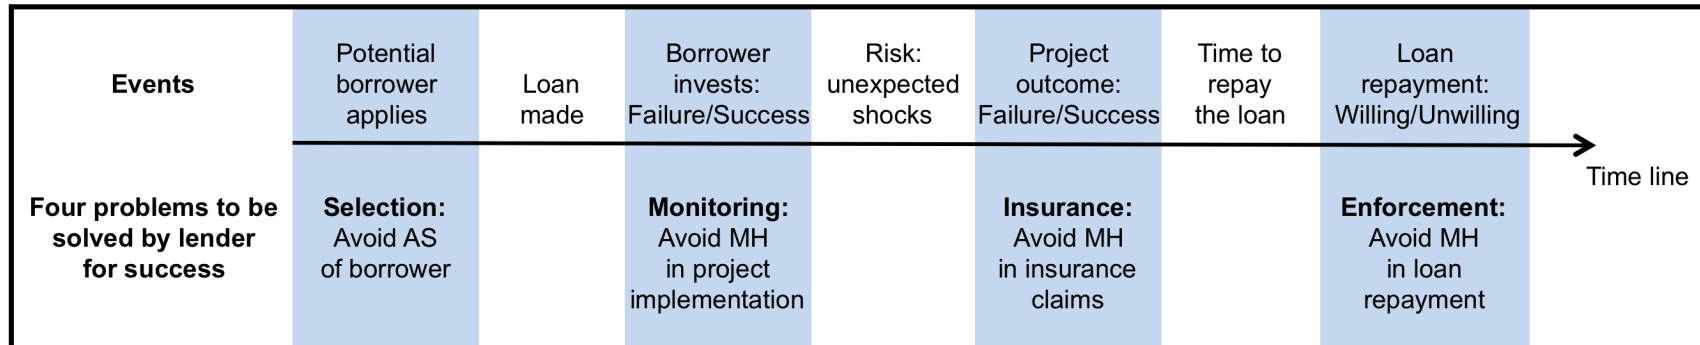 Events
Potential
borrower
applies
Loan
made
Borrower
invests:
Failure/Success
Risk:
unexpected
shocks
Project
outcome:
Failure/Success
Time to
repay
the loan
Loan
repayment:
Willing/Unwilling
Time line
Four problems to be
solved by lender
for success
Selection:
Avoid AS
of borrower
Monitoring:
Avoid MH
in project
implementation
Insurance:
Avoid MH
in insurance
claims
Enforcement:
Avoid MH
in loan
repayment